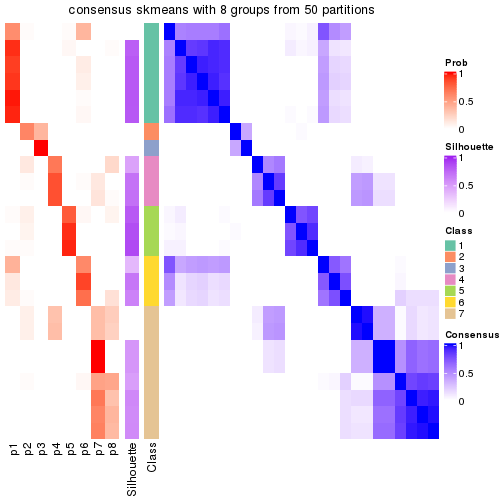 consensus skmeans with 8 groups from 50 partitions
Prob
1
0.5
0
Silhouette
1
0.5
0
Class
1
2
3
4
5
6
7
Consensus
1
0.5
0
p1
p2
p3
p4
p5
p6
p7
p8
Silhouette
Class